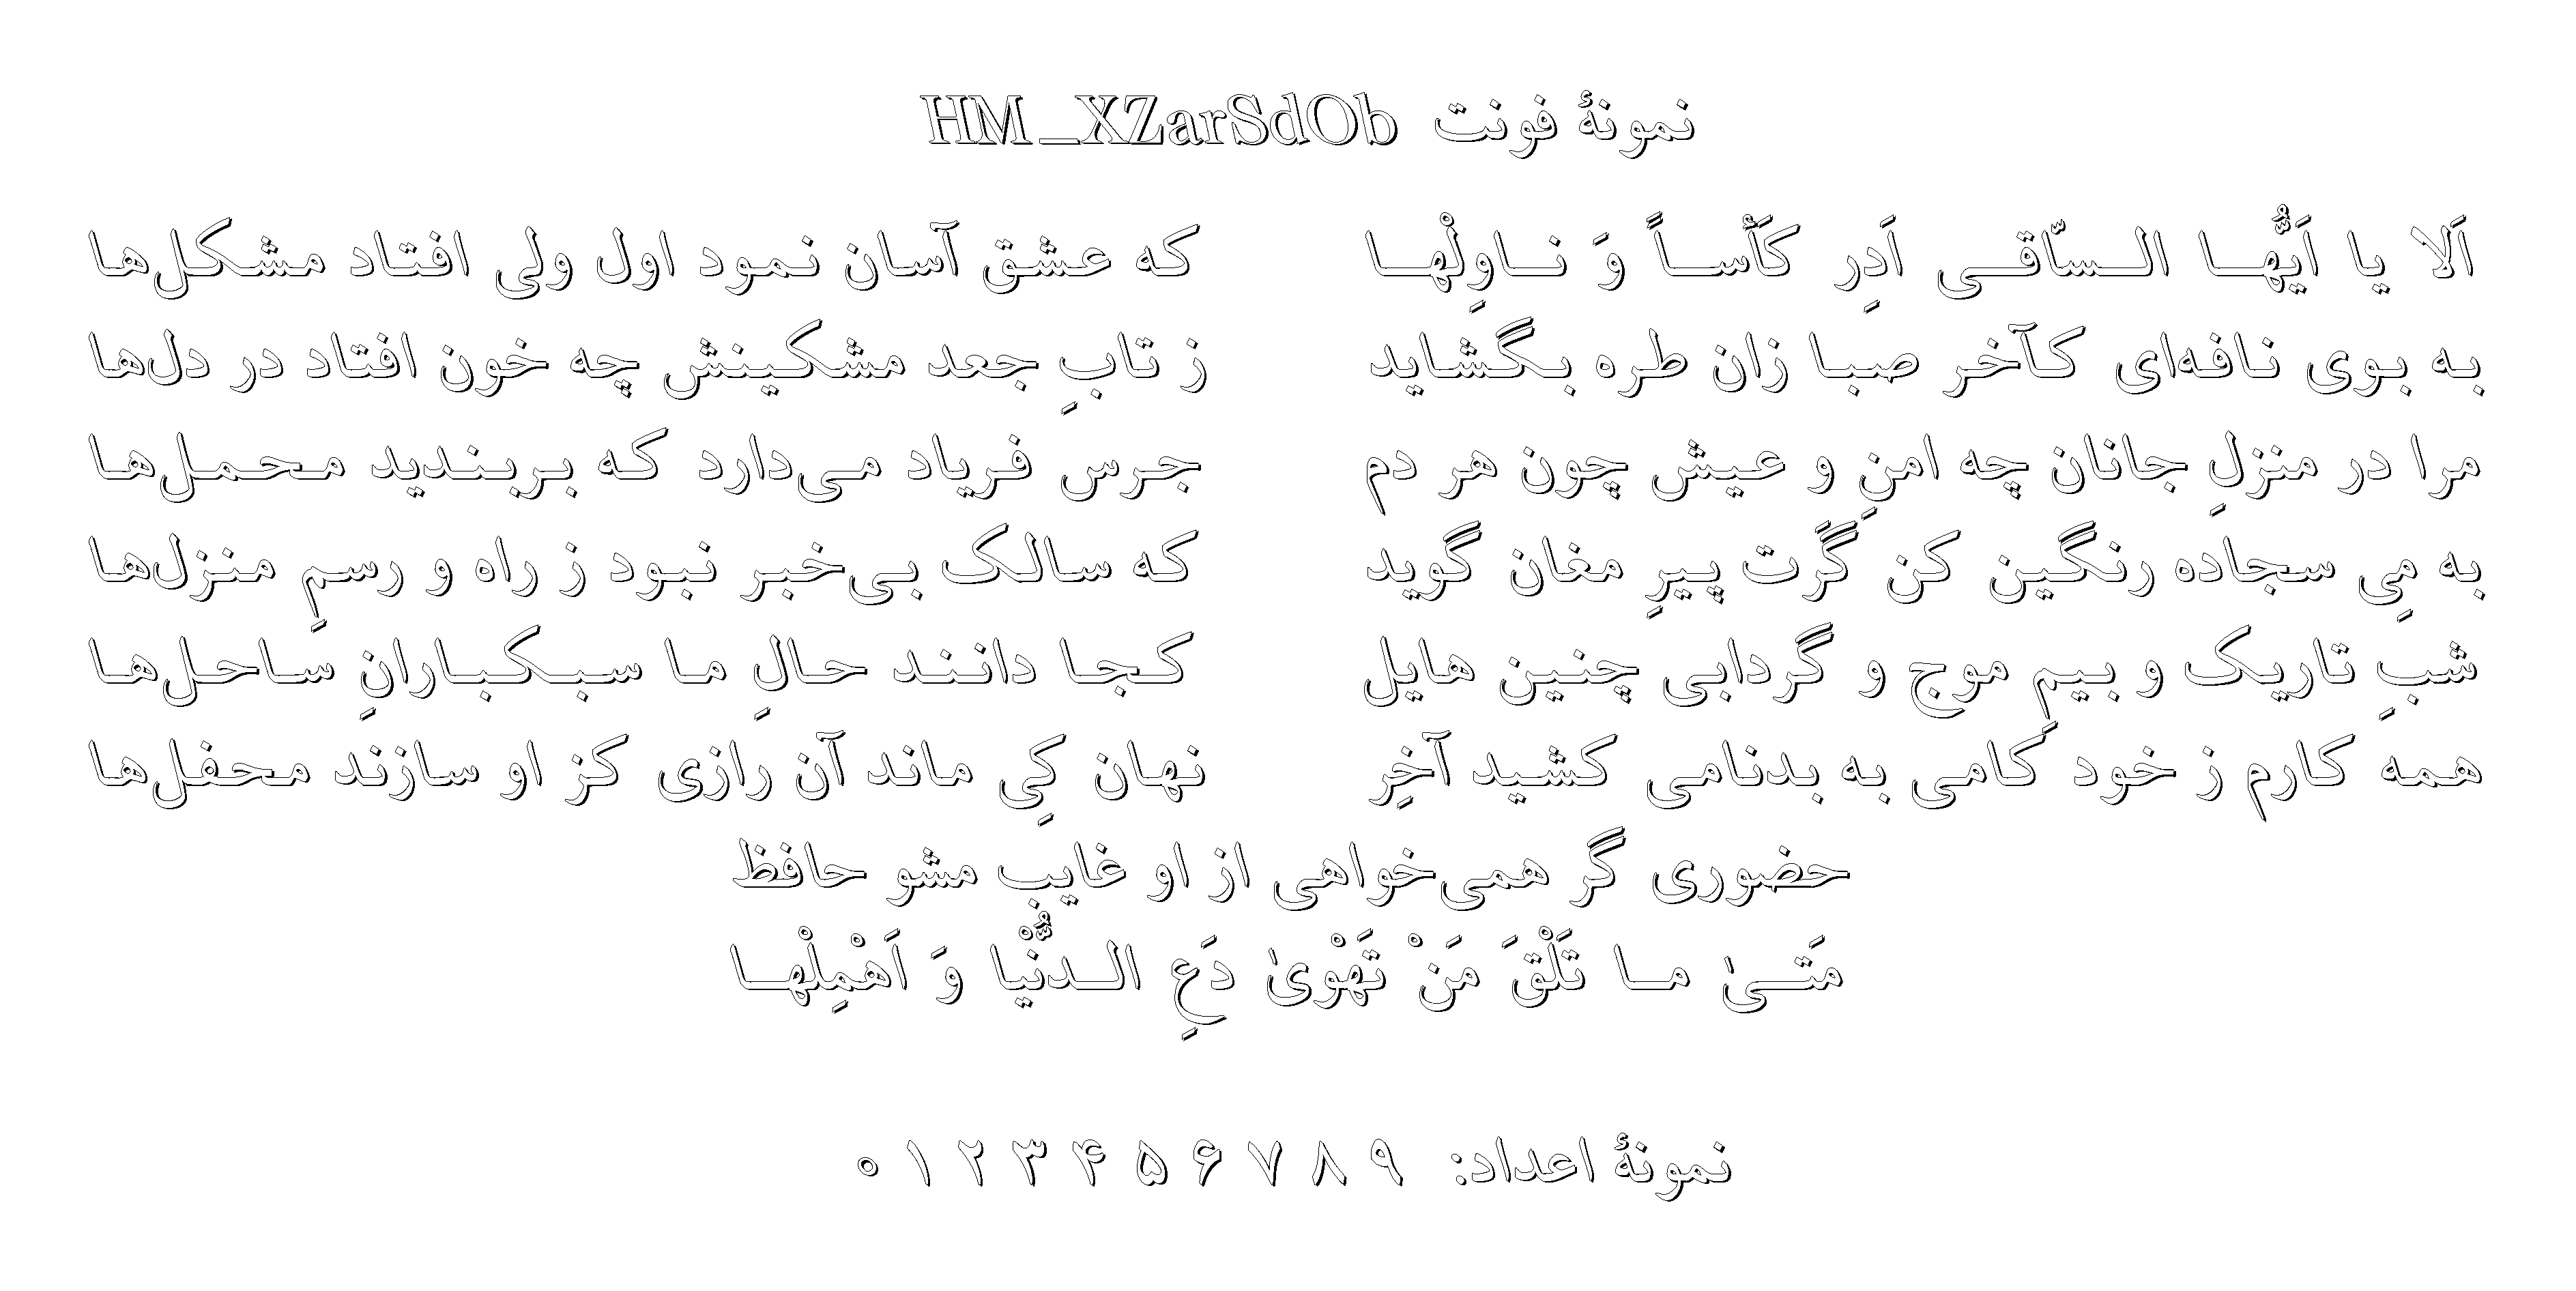 نمونهٔ فونت HM_XZarSdOb
اَلا یا اَیُّهـا الـسّاقـی اَدِر کَأسـاً وَ نـاوِلْهـا که عشق آسان نمود اول ولی افتاد مشکل‌ها
به بوی نافه‌ای کآخر صبا زان طره بگشاید ز تابِ جعد مشکینش چه خون افتاد در دل‌ها
مرا در منزلِ جانان چه امنِ و عیش چون هر دم جرس فریاد می‌دارد که بربندید محمل‌ها
به مِی سجاده رنگین کن گَرت پیرِ مغان گوید که سالک بی‌خبر نبود ز راه و رسمِ منزل‌ها
شبِ تاریک و بیمِ موج و گردابی چنین هایل کجا دانند حالِ ما سبکبارانِ ساحل‌ها
همه کارم ز خود کامی به بدنامی کشید آخِر نهان کِی ماند آن رازی کز او سازند محفل‌ها
حضوری گر همی‌خواهی از او غایب مشو حافظ
مَتـیٰ مـا تَلْقَ مَنْ تَهْویٰ دَعِ الـدُّنْیا وَ اَهْمِلْهـا
نمونهٔ اعداد: ۹ ۸ ۷ ۶ ۵ ۴ ۳ ۲ ۱ ۰